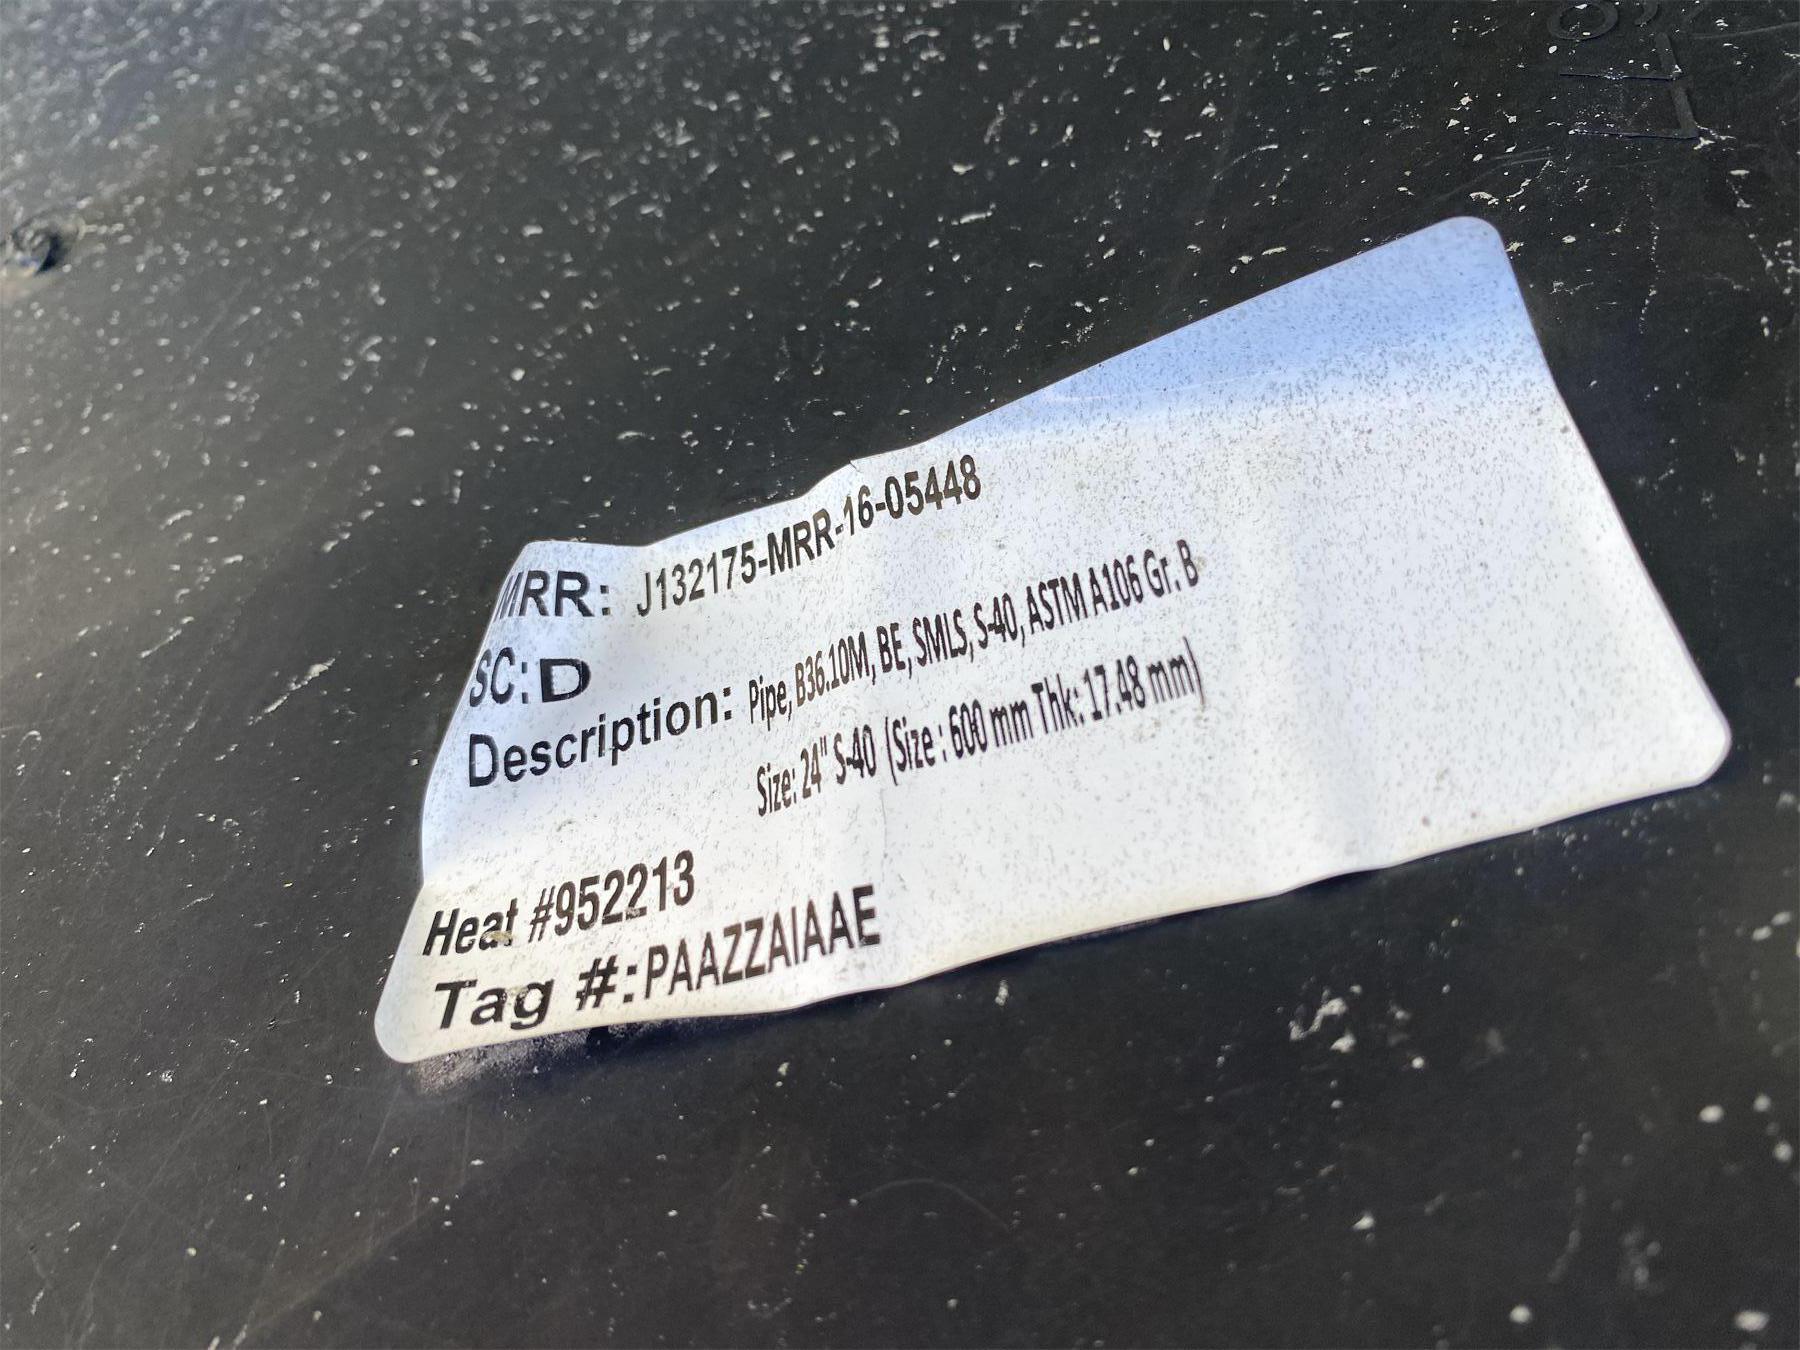 MRR: J132175-MRR-16-05448
SC:D
Description: Pipe, B36.10M, BE, SMLS, S-40, ASTM A106 Gr. B
Size: 24" S-40 (Size : 600 mm Thk: 17.48 mm)
Heat #952213
Tag #:PAAZZAIAAE